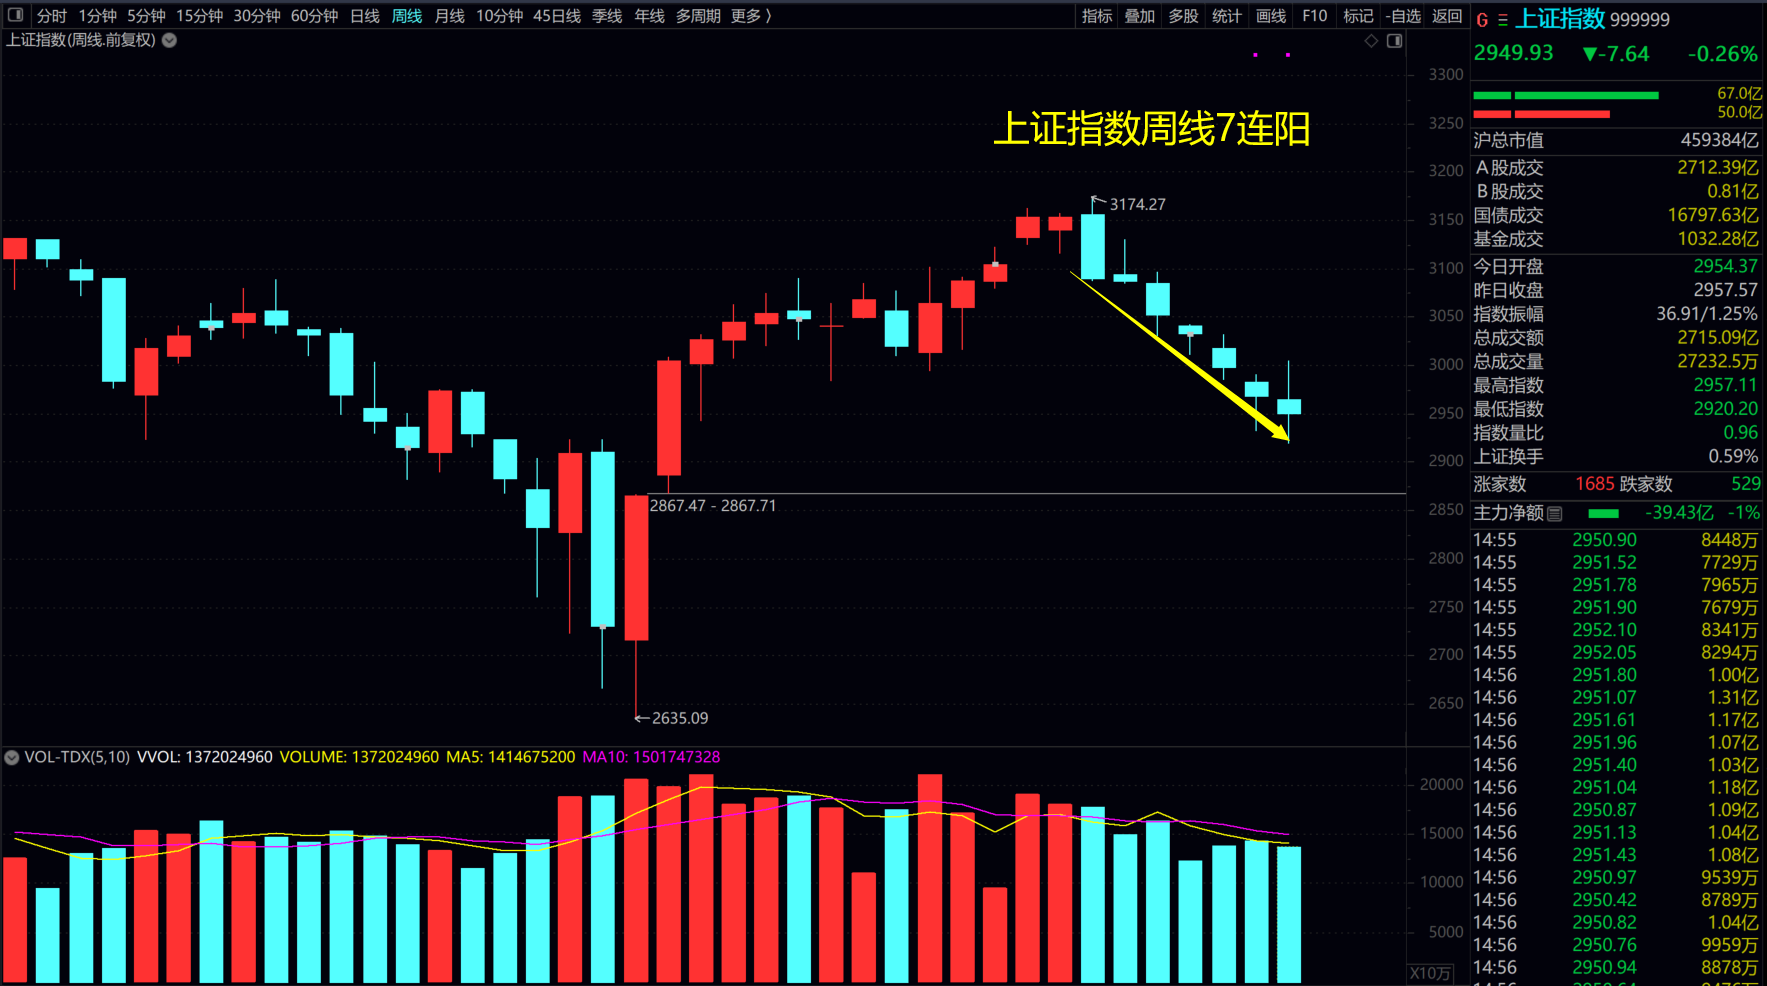 分时 1分钟 5分钟 15分钟 30分钟 60分钟 日线 周线 月线 10分钟 45日线 季线 年线 多周期 更多 〉 指标 叠加 多股 统计 画线 F10 标记 -自选 返回
G 上证指数 999999
上证指数(周线.前复权)
2949.93 ▼-7.64 -0.26%
67.0亿
50.0亿
沪总市值 459384亿
A股成交 2712.39亿
B股成交 0.81亿
国债成交 16797.63亿
基金成交 1032.28亿
今日开盘 2954.37
昨日收盘 2957.57
指数振幅 36.91/1.25%
总成交额 2715.09亿
总成交量 27232.5万
最高指数 2957.11
最低指数 2920.20
指数量比 0.96
上证换手 0.59%
涨家数 1685 跌家数 529
主力净额 -39.43亿 -1%
14:55 2950.90 8448万
14:55 2951.52 7729万
14:55 2951.78 7965万
14:55 2951.90 7679万
14:55 2952.10 8341万
14:55 2952.05 8294万
14:56 2951.80 1.00亿
14:56 2951.07 1.31亿
14:56 2951.61 1.17亿
14:56 2951.96 1.07亿
14:56 2951.40 1.03亿
14:56 2951.04 1.18亿
14:56 2950.87 1.09亿
14:56 2951.13 1.04亿
14:56 2951.43 1.08亿
14:56 2950.97 9539万
14:56 2950.42 8789万
14:56 2950.82 1.04亿
14:56 2950.76 9959万
14:56 2950.94 8878万
上证指数周线7连阳
3174.27
2867.47 - 2867.71
2635.09
3300
3250
3200
3150
3100
3050
3000
2950
2900
2850
2800
2750
2700
2650
VOL-TDX(5,10) VVOL: 1372024960 VOLUME: 1372024960 MA5: 1414675200 MA10: 1501747328
20000
15000
10000
5000
X10万